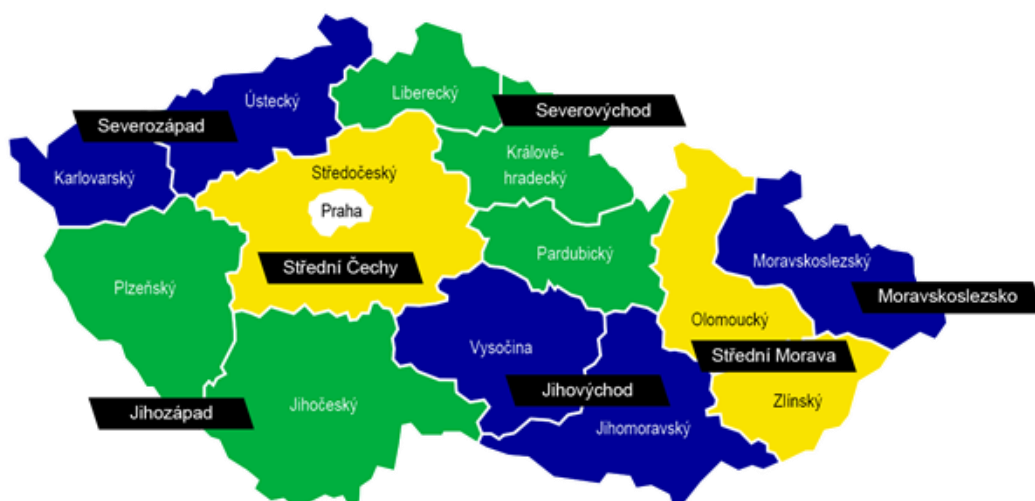 Ústecký
Liberecký
Severovýchod
Severozápad
Králové-
hradecký
Karlovarský
Středočeský
Praha
Pardubický
Střední Čechy
Plzeňský
Moravskoslezský
Moravskoslezsko
Olomoucký
Vysočina
Střední Morava
Jihovýchod
Jihočeský
Jihozápad
Zlínský
Jihomoravský